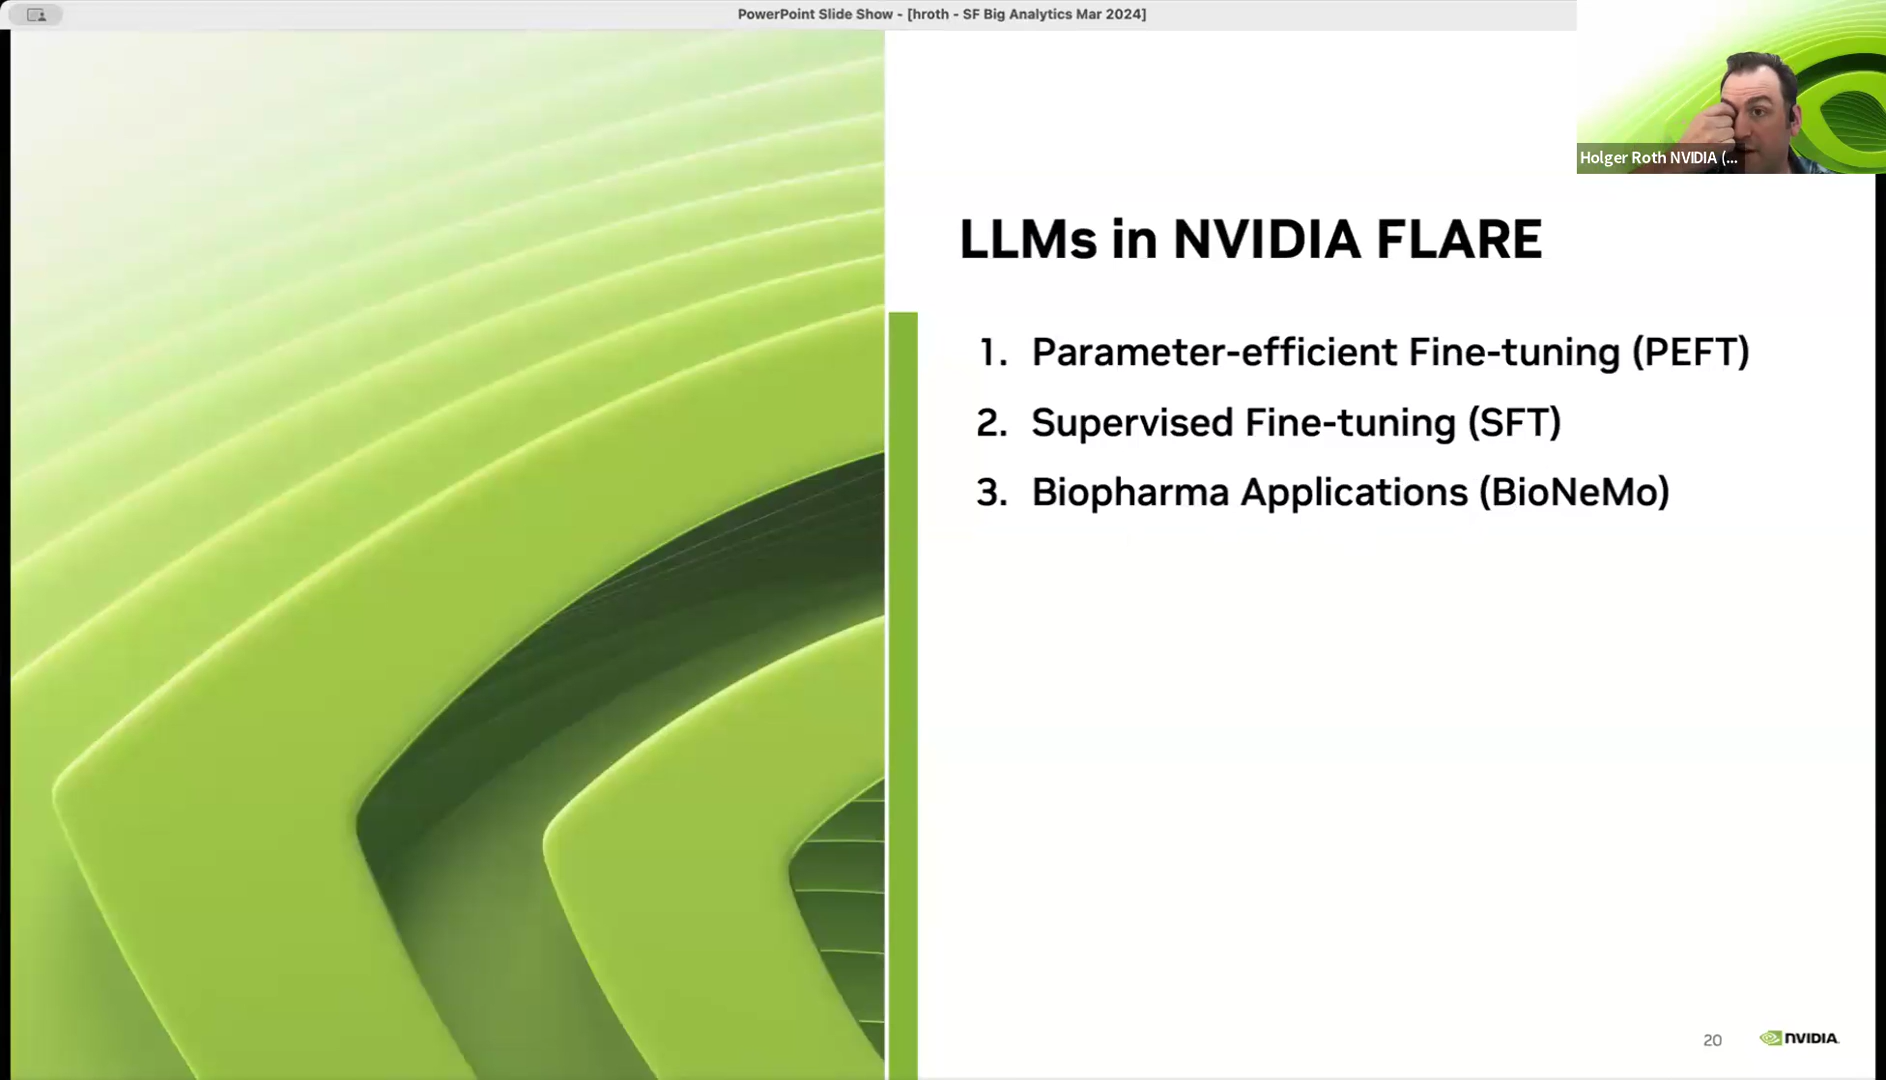 PowerPoint Slide Show - [hroth - SF Big Analytics Mar 2024]
Holger Roth NVIDIA (...
LLMs in NVIDIA FLARE
1. Parameter-efficient Fine-tuning (PEFT)
2. Supervised Fine-tuning (SFT)
3. Biopharma Applications (BioNeMo)
20
NVIDIA.